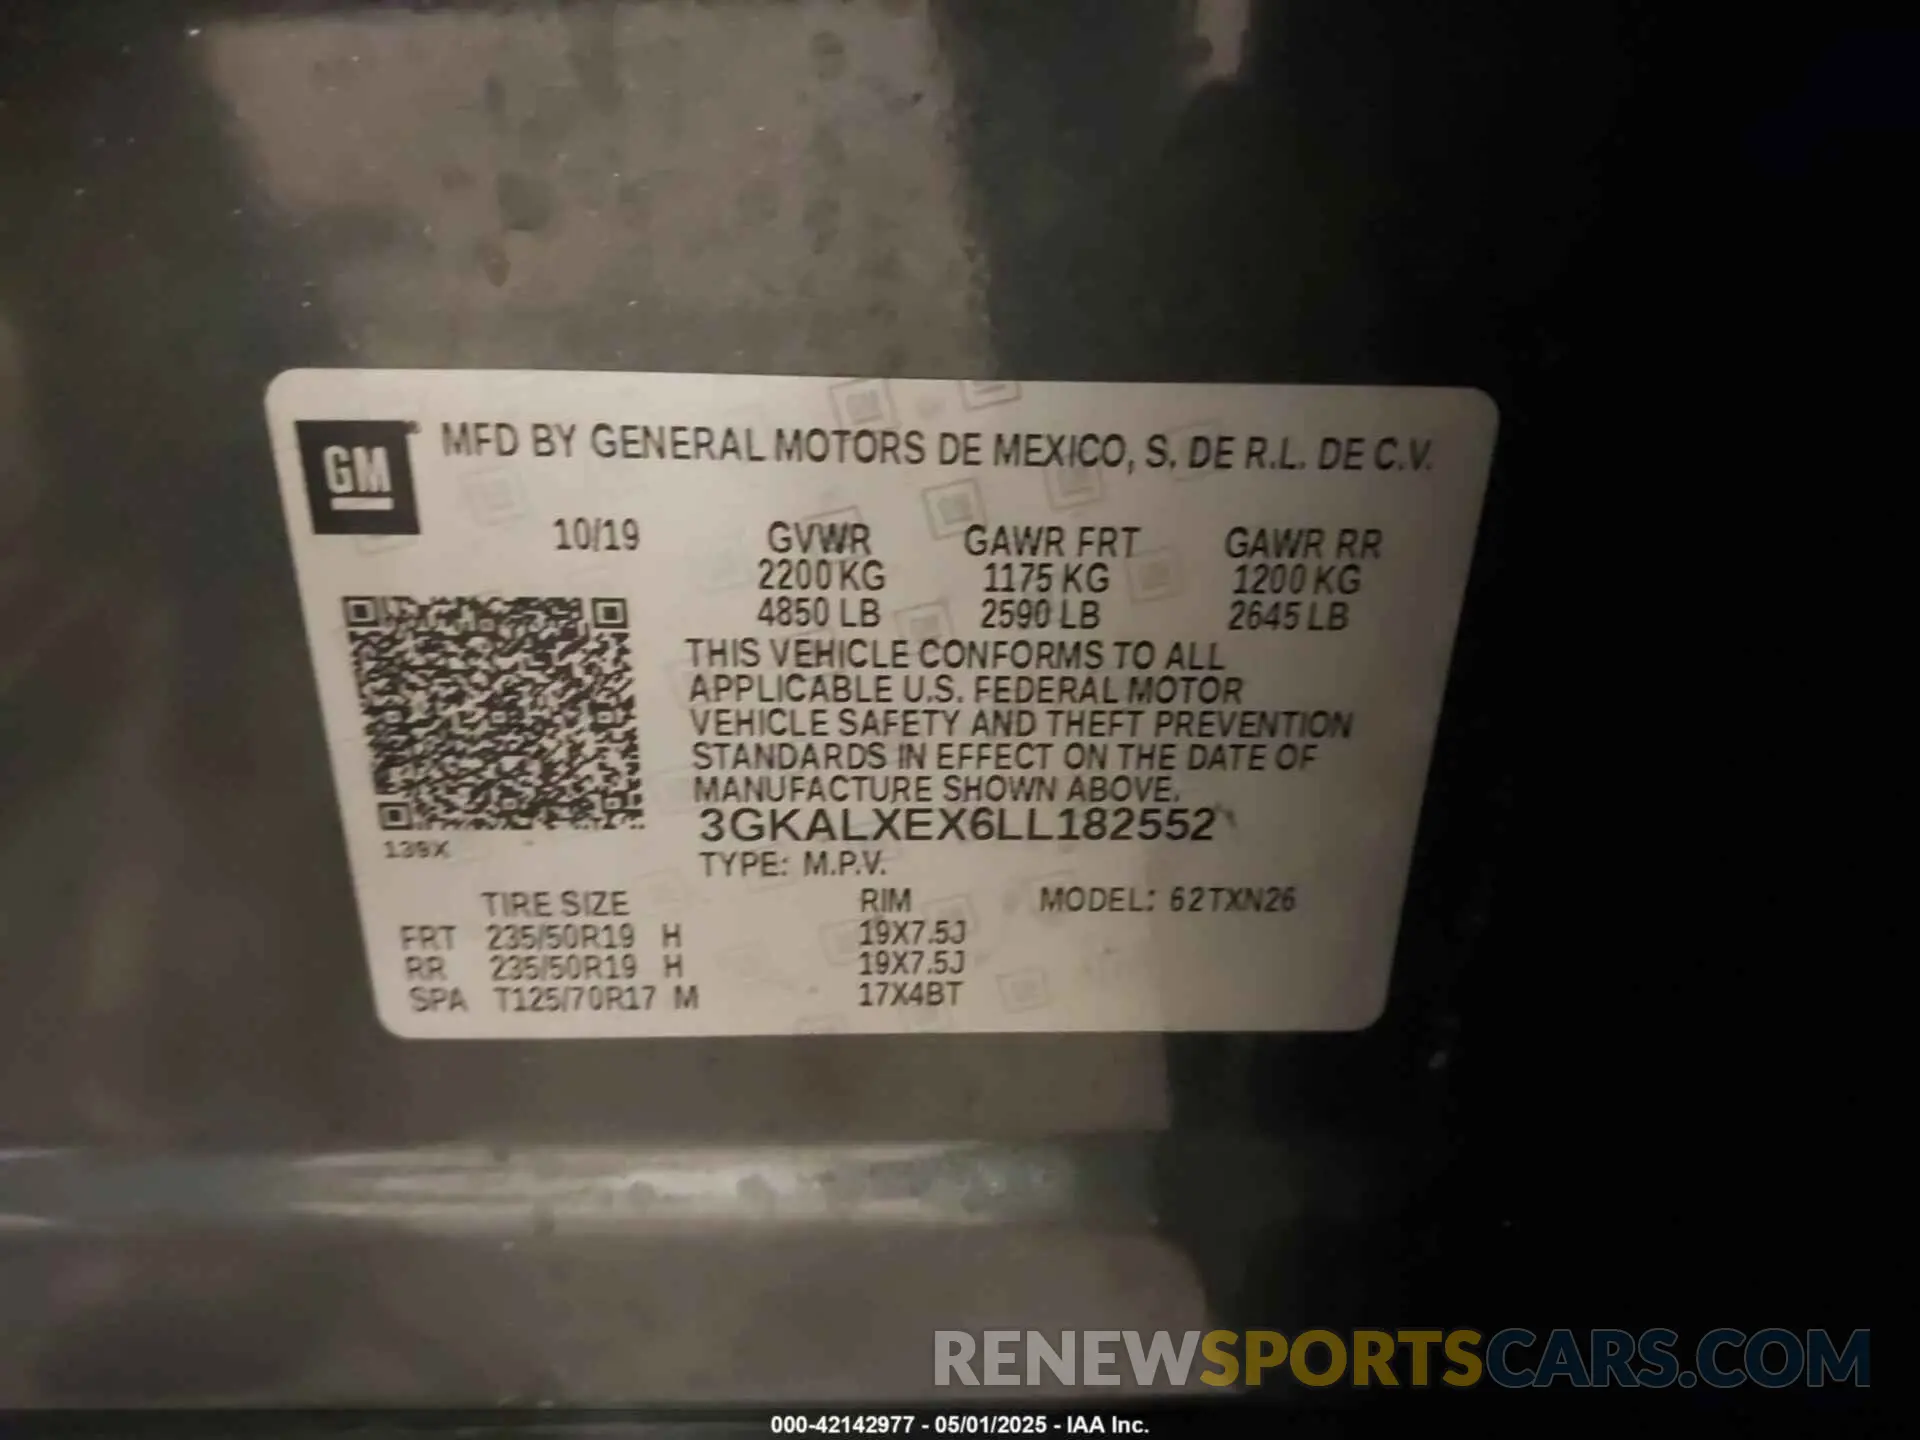 GM
MFD BY GENERAL MOTORS DE MEXICO, S. DE R.L. DE C.V.
10/19 GVWR GAWR FRT GAWR RR
2200 KG 1175 KG 1200 KG
4850 LB 2590 LB 2645 LB
THIS VEHICLE CONFORMS TO ALL
APPLICABLE U.S. FEDERAL MOTOR
VEHICLE SAFETY AND THEFT PREVENTION
STANDARDS IN EFFECT ON THE DATE OF
MANUFACTURE SHOWN ABOVE.
3GKALXEX6LL182552
139X
TYPE: M.P.V.
TIRE SIZE RIM MODEL: 62TXN26
FRT 235/50R19 H 19X7.5J
RR 235/50R19 H 19X7.5J
SPA T125/70R17 M 17X4BT
RENEWSPORTSCARS.COM
000-42142977 - 05/01/2025 - IAA Inc.